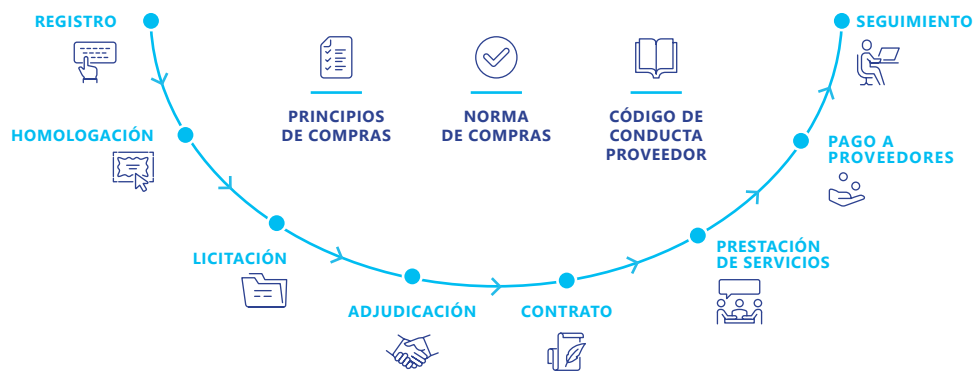 REGISTRO
SEGUIMIENTO
PRINCIPIOS
DE COMPRAS
NORMA
DE COMPRAS
CÓDIGO DE
CONDUCTA
PROVEEDOR
HOMOLOGACIÓN
PAGO A
PROVEEDORES
LICITACIÓN
PRESTACIÓN
DE SERVICIOS
ADJUDICACIÓN
CONTRATO